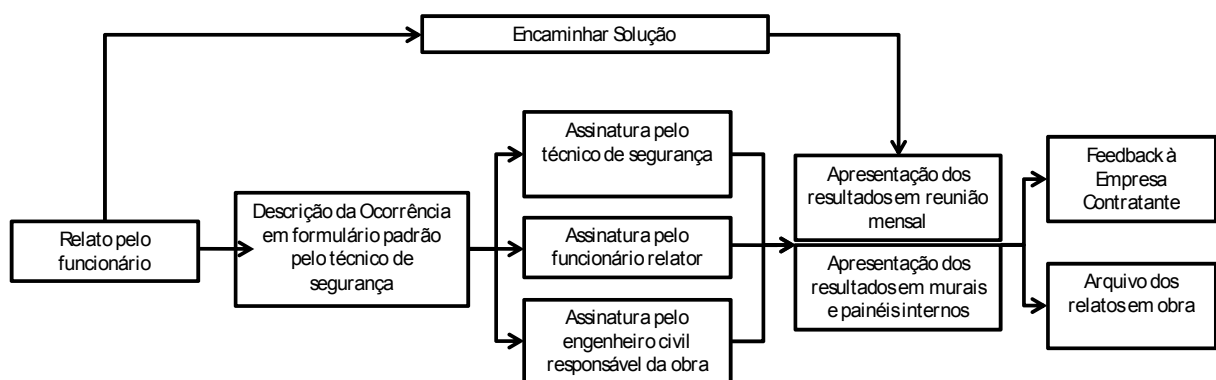 Encaminhar Solução
Relato pelo
funcionário
Descrição da Ocorrência
em formulário padrão
pelo técnico de
segurança
Assinatura pelo
técnico de segurança
Assinatura pelo
funcionário relator
Assinatura pelo
engenheiro civil
responsável da obra
Apresentação dos
resultados em reunião
mensal
Apresentação dos
resultados em murais
e painéis internos
Feedback à
Empresa
Contratante
Arquivo dos
relatos em obra